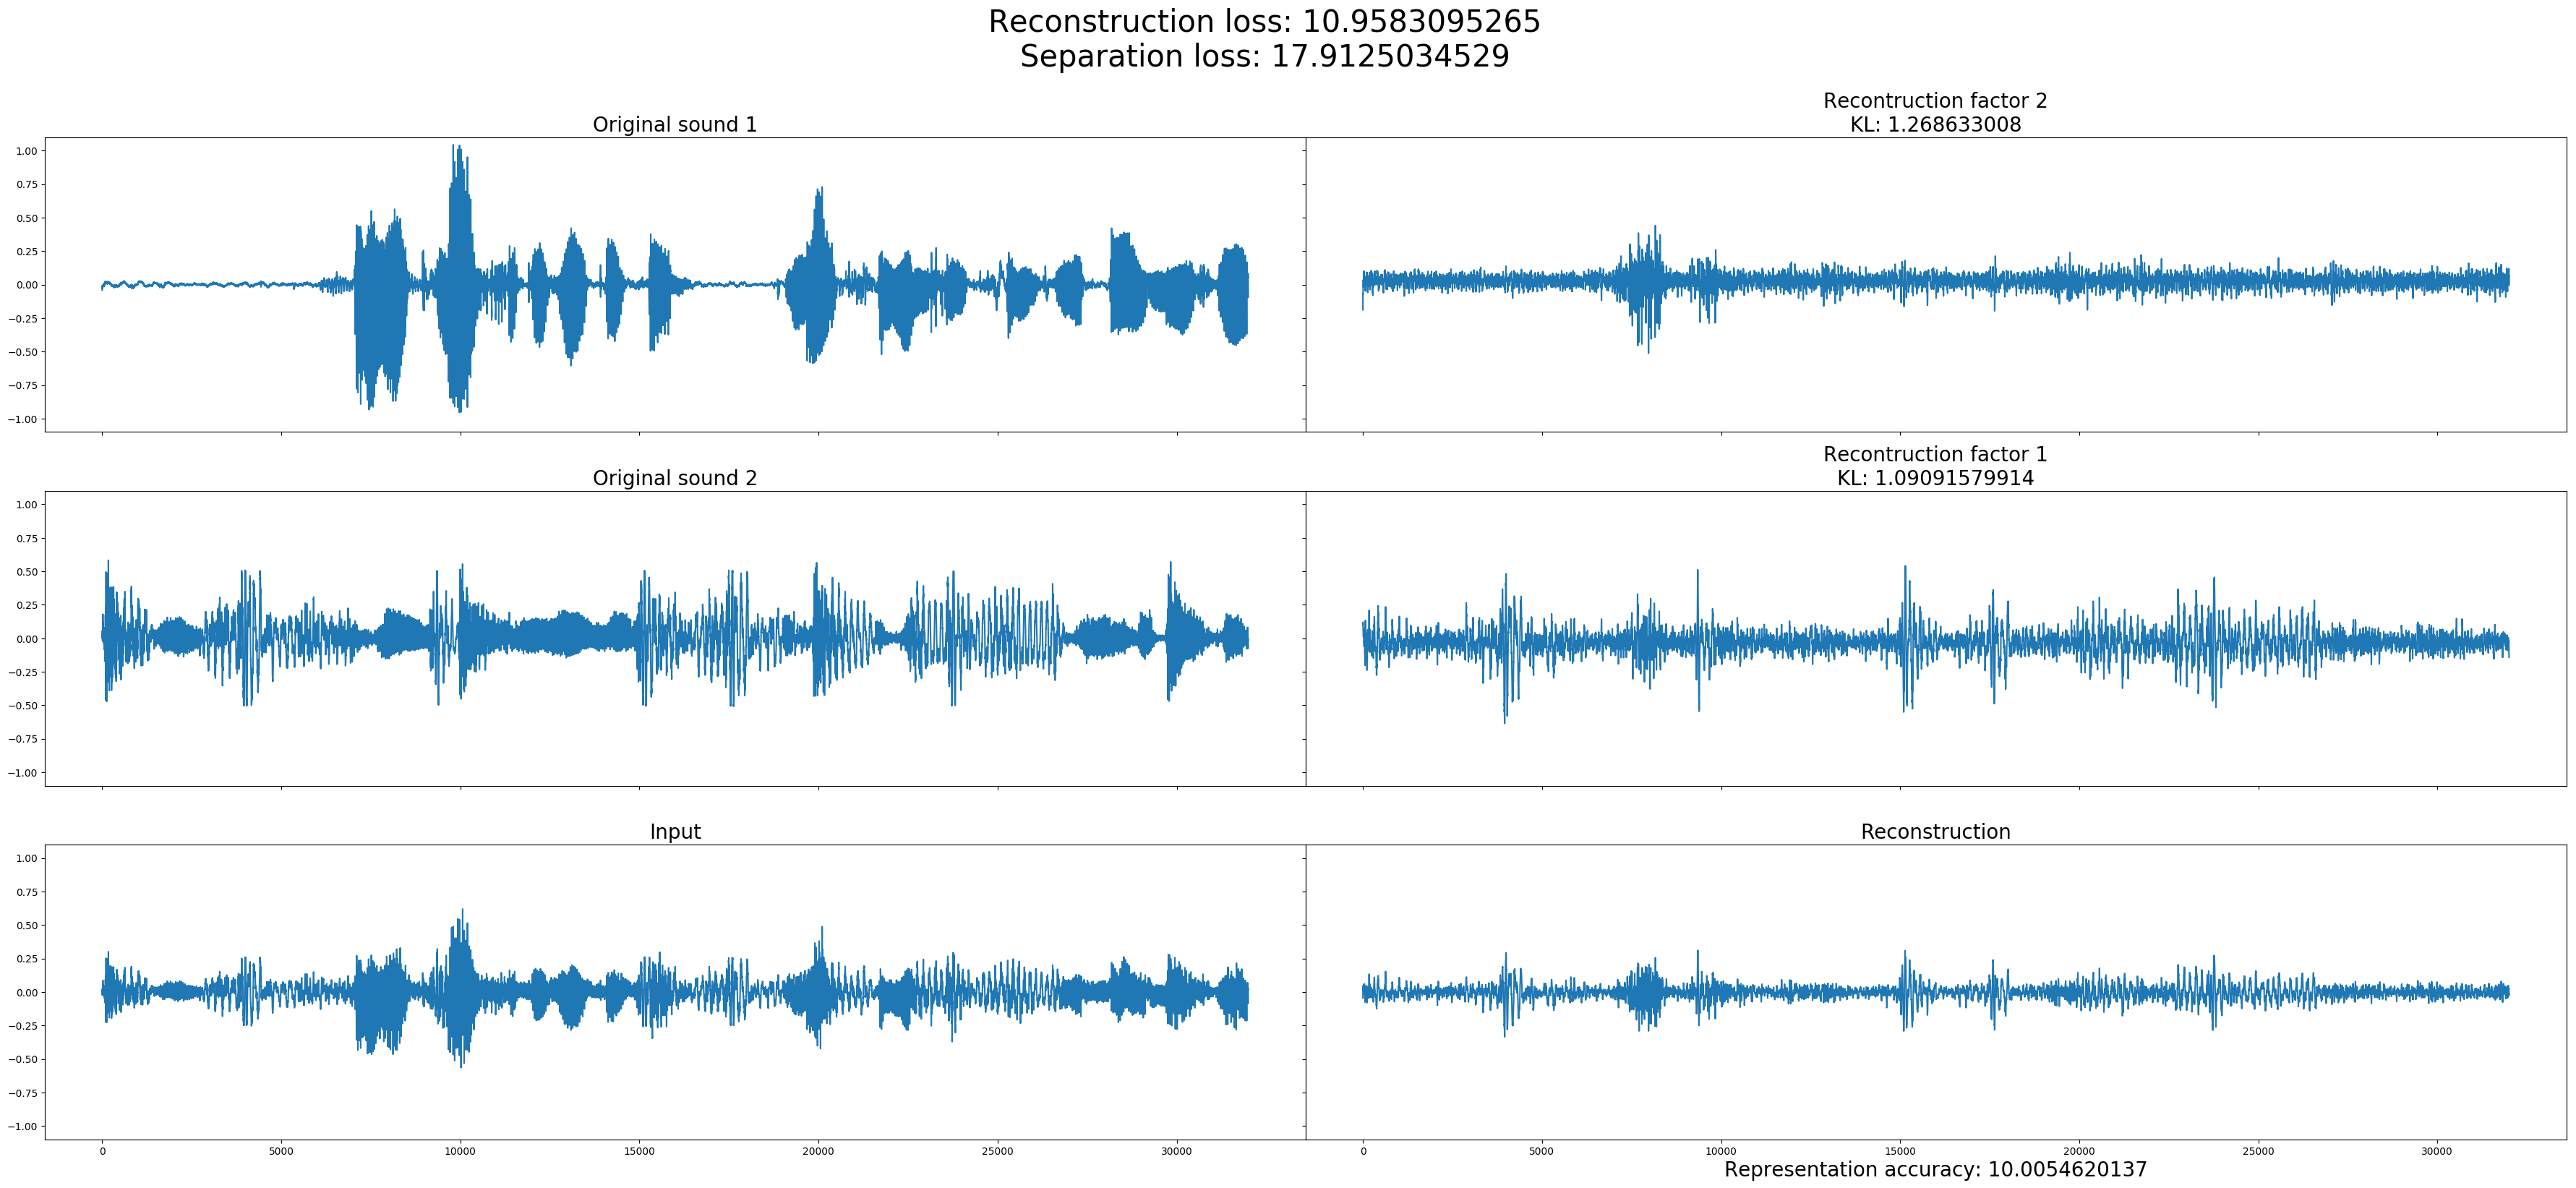 Reconstruction loss: 10.9583095265
Separation loss: 17.9125034529
Original sound 1
Recontruction factor 2
KL: 1.268633008
1.00
0.75
0.50
0.25
0.00
−0.25
−0.50
−0.75
−1.00
Original sound 2
Recontruction factor 1
KL: 1.09091579914
1.00
0.75
0.50
0.25
0.00
−0.25
−0.50
−0.75
−1.00
Input
Reconstruction
1.00
0.75
0.50
0.25
0.00
−0.25
−0.50
−0.75
−1.00
0 5000 10000 15000 20000 25000 30000
0 5000 10000 15000 20000 25000 30000
Representation accuracy: 10.0054620137